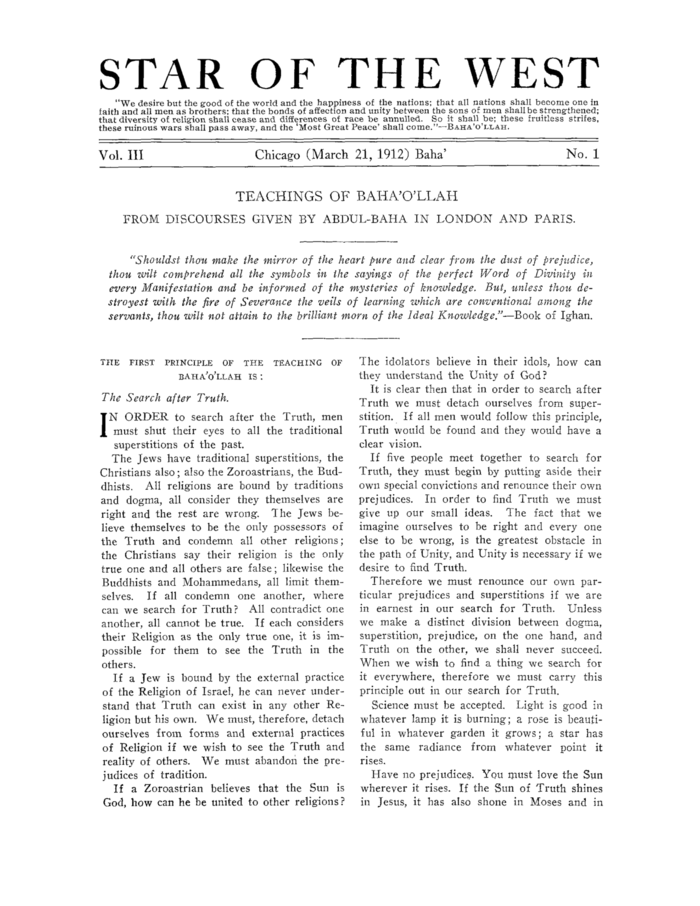 STAR OF THE WEST
"We desire but the good of the world and the happiness of the nations; that all nations shall become one in
faith and all men as brothers; that the bonds of affection and unity between the sons of men shall be strengthened;
that diversity of religion shall cease and differences of race be annulled. So it shall be; these fruitless strifes,
these ruinous wars shall pass away, and the 'Most Great Peace' shall come."—BAHA'O'LLAH.
Vol. III Chicago (March 21, 1912) Baha' No. 1
TEACHINGS OF BAHA'O'LLAH
FROM DISCOURSES GIVEN BY ABDUL-BAHA IN LONDON AND PARIS.
"Shouldst thou make the mirror of the heart pure and clear from the dust of prejudice,
thou wilt comprehend all the symbols in the sayings of the perfect Word of Divinity in
every Manifestation and be informed of the mysteries of knowledge. But, unless thou de-
stroyest with the fire of Severance the veils of learning which are conventional among the
servants, thou wilt not attain to the brilliant morn of the Ideal Knowledge."—Book of Ighan.
THE FIRST PRINCIPLE OF THE TEACHING OF
BAHA'O'LLAH IS:
The Search after Truth.
IN ORDER to search after the Truth, men
must shut their eyes to all the traditional
superstitions of the past.
The Jews have traditional superstitions, the
Christians also; also the Zoroastrians, the Bud-
dhists. All religions are bound by traditions
and dogma, all consider they themselves are
right and the rest are wrong. The Jews be-
lieve themselves to be the only possessors of
the Truth and condemn all other religions;
the Christians say their religion is the only
true one and all others are false; likewise the
Buddhists and Mohammedans, all limit them-
selves. If all condemn one another, where
can we search for Truth? All contradict one
another, all cannot be true. If each considers
their Religion as the only true one, it is im-
possible for them to see the Truth in the
others.
If a Jew is bound by the external practice
of the Religion of Israel, he can never under-
stand that Truth can exist in any other Re-
ligion but his own. We must, therefore, detach
ourselves from forms and external practices
of Religion if we wish to see the Truth and
reality of others. We must abandon the pre-
judices of tradition.
If a Zoroastrian believes that the Sun is
God, how can he be united to other religions?
The idolators believe in their idols, how can
they understand the Unity of God?
It is clear then that in order to search after
Truth we must detach ourselves from super-
stition. If all men would follow this principle,
Truth would be found and they would have a
clear vision.
If five people meet together to search for
Truth, they must begin by putting aside their
own special convictions and renounce their own
prejudices. In order to find Truth we must
give up our small ideas. The fact that we
imagine ourselves to be right and every one
else to be wrong, is the greatest obstacle in
the path of Unity, and Unity is necessary if we
desire to find Truth.
Therefore we must renounce our own par-
ticular prejudices and superstitions if we are
in earnest in our search for Truth. Unless
we make a distinct division between dogma,
superstition, prejudice, on the one hand, and
Truth on the other, we shall never succeed.
When we wish to find a thing we search for
it everywhere, therefore we must carry this
principle out in our search for Truth.
Science must be accepted. Light is good in
whatever lamp it is burning; a rose is beauti-
ful in whatever garden it grows; a star has
the same radiance from whatever point it
rises.
Have no prejudices. You must love the Sun
wherever it rises. If the Sun of Truth shines
in Jesus, it has also shone in Moses and in